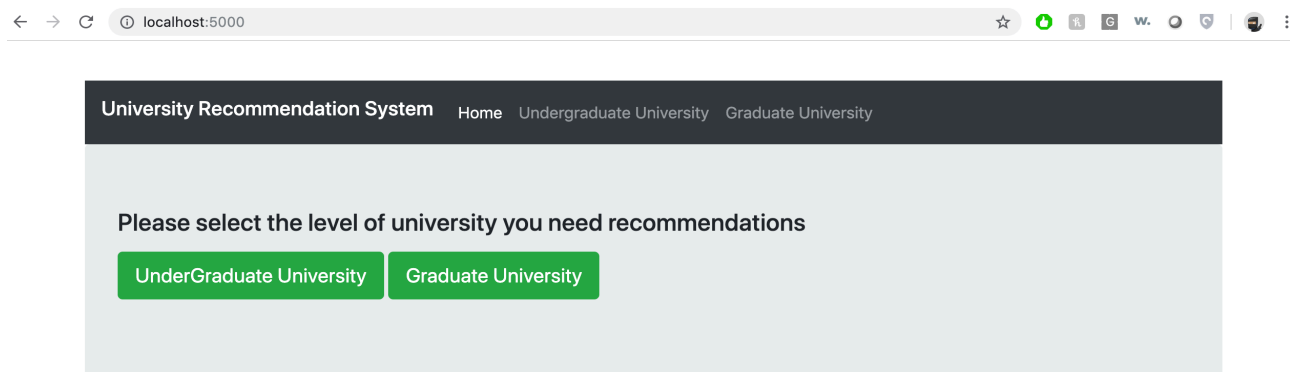 localhost:5000
G w.
University Recommendation System Home Undergraduate University Graduate University
Please select the level of university you need recommendations
UnderGraduate University Graduate University